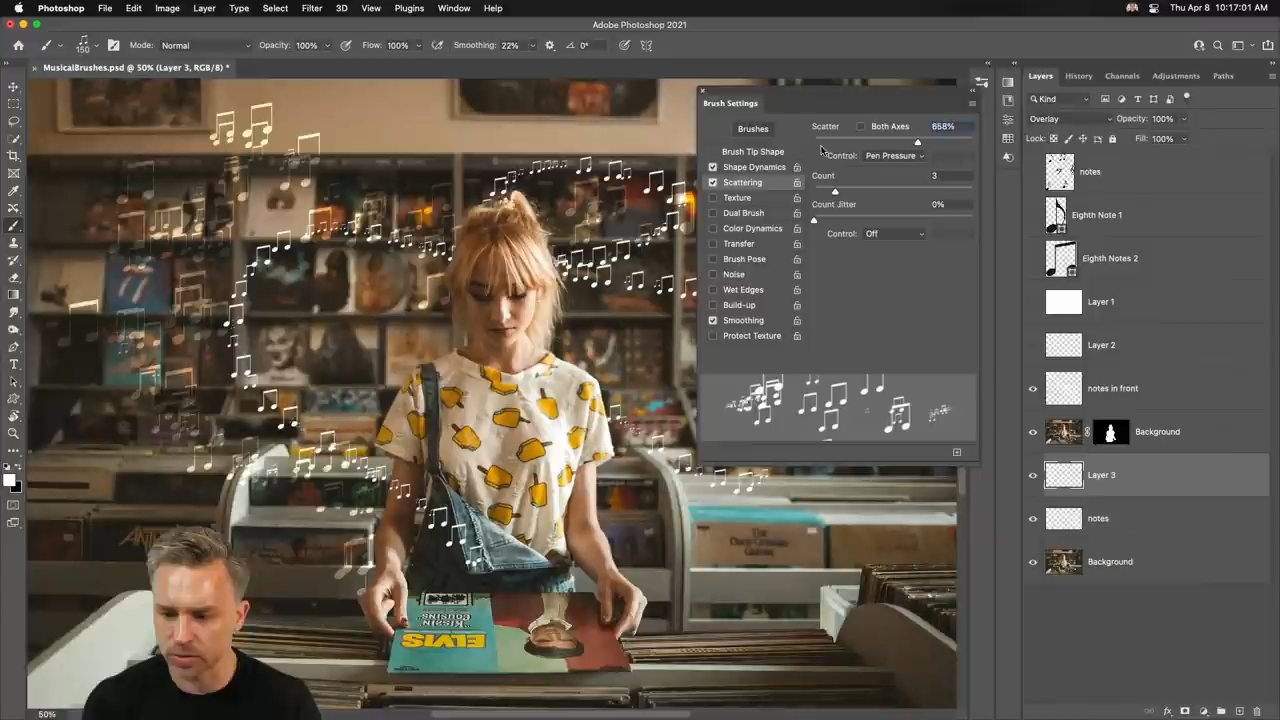 Photoshop File Edit Image Layer Type Select Filter 3D View Plugins Window Help Thu Apr 8 10:17:01 AM
Adobe Photoshop 2021
150 Mode: Normal Opacity: 100% Flow: 100% Smoothing: 22% 0°
MusicalBrushes.psd @ 50% (Layer 3, RGB/8) *
Brush Settings
Brushes
Brush Tip Shape
Shape Dynamics
Scattering
Texture
Dual Brush
Color Dynamics
Transfer
Brush Pose
Noise
Wet Edges
Build-up
Smoothing
Protect Texture
Scatter Both Axes 658%
Control: Pen Pressure
Count 3
Count Jitter 0%
Control: Off
Layers History Channels Adjustments Paths
Kind
Overlay Opacity: 100%
Lock: Fill: 100%
notes
Eighth Note 1
Eighth Notes 2
Layer 1
Layer 2
notes in front
Background
Layer 3
notes
Background
KISSIN'
COUSINS
ELVIS
50%